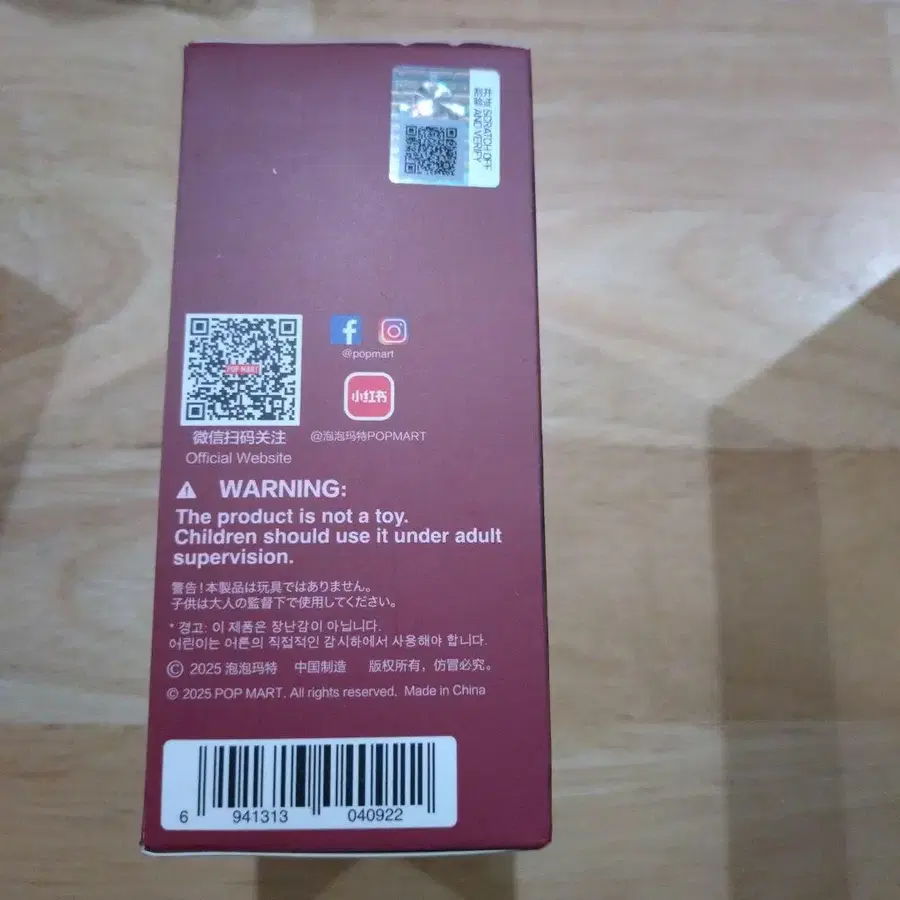 刮开 SCRATCH OFF
验证 AND VERIFY
POP MART
@popmart
小红书
微信扫码关注
@泡泡玛特POPMART
Official Website
WARNING:
The product is not a toy.
Children should use it under adult
supervision.
警告!本製品は玩具ではありません。
子供は大人の監督下で使用してください。
* 경고: 이 제품은 장난감이 아닙니다.
어린이는 어른의 직접적인 감시하에서 사용해야 합니다.
© 2025 泡泡玛特 中国制造 版权所有，仿冒必究。
© 2025 POP MART. All rights reserved. Made in China
6 941313 040922